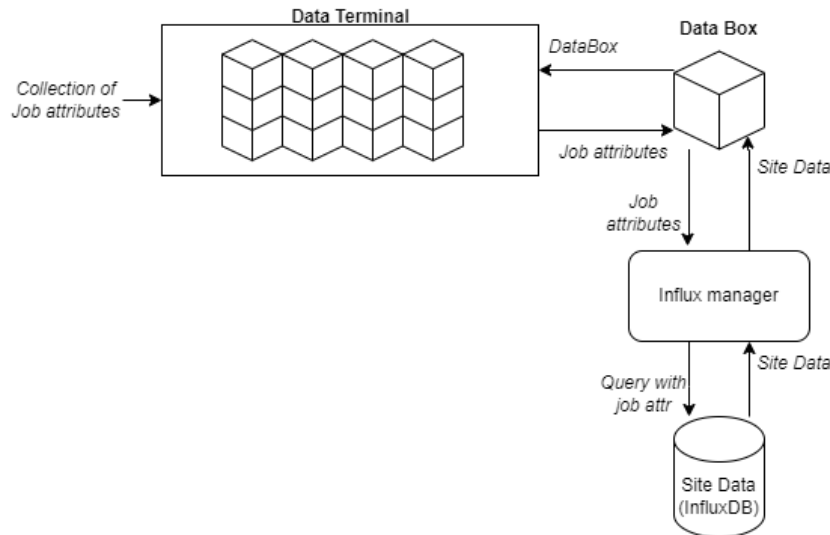 Data Terminal
Data Box
DataBox
Collection of
Job attributes
Job attributes
Site Data
Job
attributes
Influx manager
Site Data
Query with
job attr
Site Data
(InfluxDB)